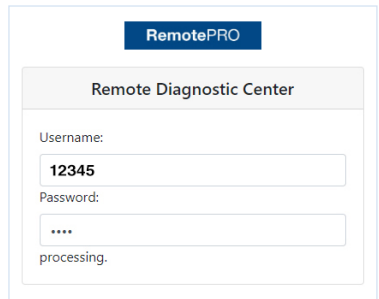 RemotePRO
Remote Diagnostic Center
Username:
12345
Password:
••••
processing.